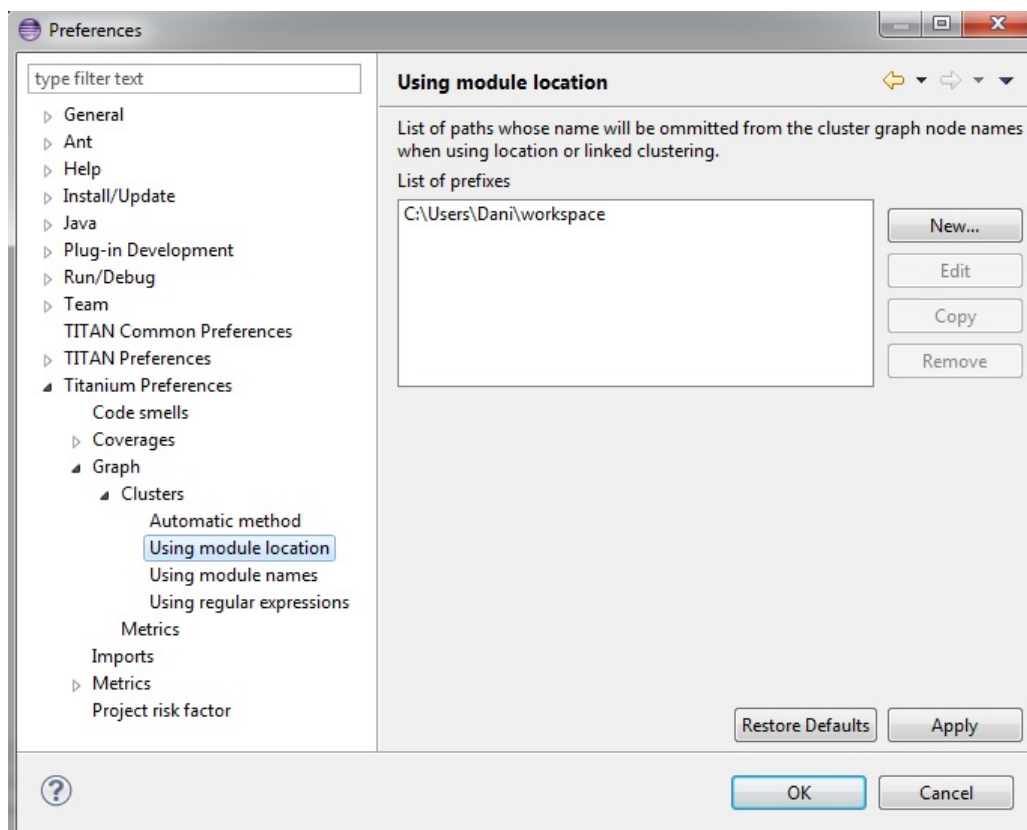 Preferences
type filter text
General
Ant
Help
Install/Update
Java
Plug-in Development
Run/Debug
Team
TITAN Common Preferences
TITAN Preferences
Titanium Preferences
Code smells
Coverages
Graph
Clusters
Automatic method
Using module location
Using module names
Using regular expressions
Metrics
Imports
Metrics
Project risk factor
Using module location
List of paths whose name will be ommitted from the cluster graph node names
when using location or linked clustering.
List of prefixes
C:\Users\Dani\workspace
New...
Edit
Copy
Remove
Restore Defaults
Apply
?
OK
Cancel